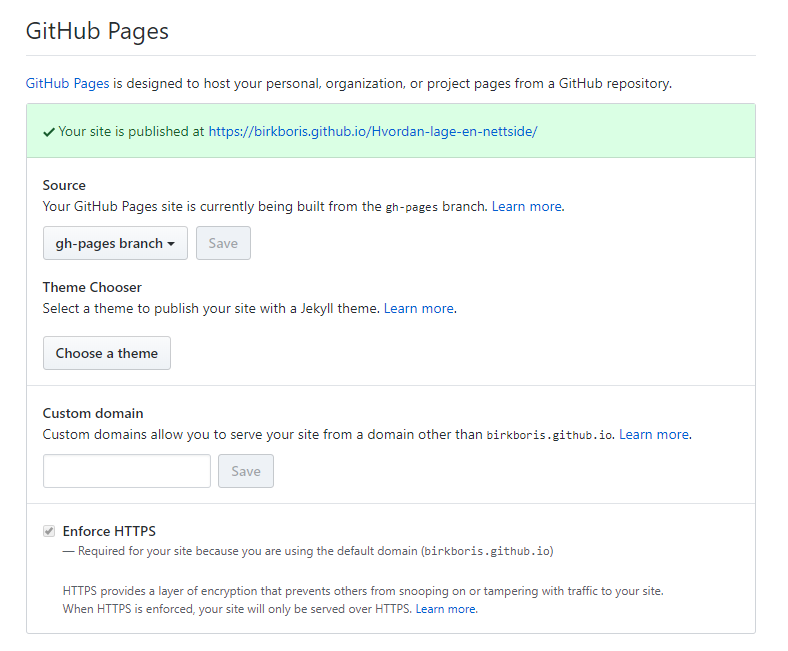 GitHub Pages
GitHub Pages is designed to host your personal, organization, or project pages from a GitHub repository.
Your site is published at https://birkboris.github.io/Hvordan-lage-en-nettside/
Source
Your GitHub Pages site is currently being built from the gh-pages branch. Learn more.
gh-pages branch Save
Theme Chooser
Select a theme to publish your site with a Jekyll theme. Learn more.
Choose a theme
Custom domain
Custom domains allow you to serve your site from a domain other than birkboris.github.io. Learn more.
Save
Enforce HTTPS
— Required for your site because you are using the default domain (birkboris.github.io)
HTTPS provides a layer of encryption that prevents others from snooping on or tampering with traffic to your site.
When HTTPS is enforced, your site will only be served over HTTPS. Learn more.